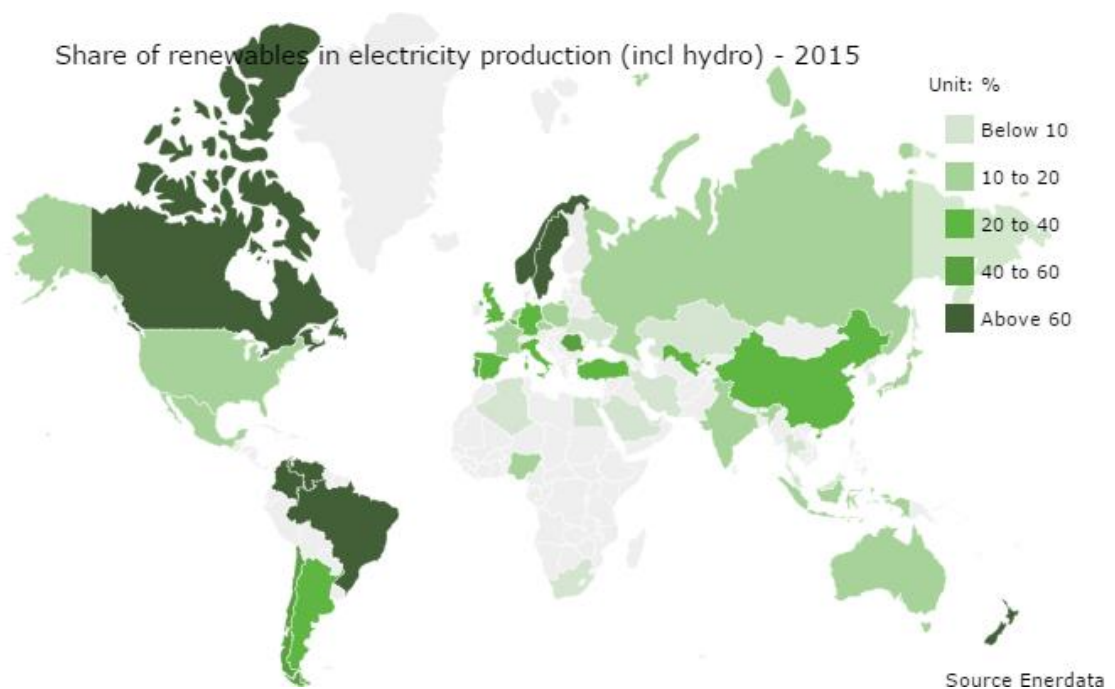 Share of renewables in electricity production (incl hydro) - 2015
Unit: %
Below 10
10 to 20
20 to 40
40 to 60
Above 60
Source Enerdata